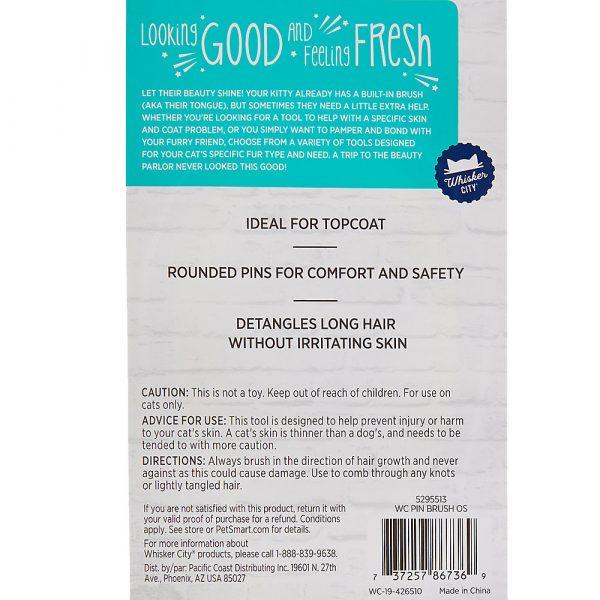 LOOKING GOOD AND FEELING FRESH
LET THEIR BEAUTY SHINE! YOUR KITTY ALREADY HAS A BUILT-IN BRUSH
(AKA THEIR TONGUE), BUT SOMETIMES THEY NEED A LITTLE EXTRA HELP.
WHETHER YOU'RE LOOKING FOR A TOOL TO HELP WITH A SPECIFIC SKIN
AND COAT PROBLEM, OR YOU SIMPLY WANT TO PAMPER AND BOND WITH
YOUR FURRY FRIEND, CHOOSE FROM A VARIETY OF TOOLS DESIGNED
FOR YOUR CAT'S SPECIFIC FUR TYPE AND NEED. A TRIP TO THE BEAUTY
PARLOR NEVER LOOKED THIS GOOD!
Whisker
CITY®
IDEAL FOR TOPCOAT
ROUNDED PINS FOR COMFORT AND SAFETY
DETANGLES LONG HAIR
WITHOUT IRRITATING SKIN
CAUTION: This is not a toy. Keep out of reach of children. For use on
cats only.
ADVICE FOR USE: This tool is designed to help prevent injury or harm
to your cat's skin. A cat's skin is thinner than a dog's, and needs to be
tended to with more caution.
DIRECTIONS: Always brush in the direction of hair growth and never
against as this could cause damage. Use to comb through any knots
or lightly tangled hair.
If you are not satisfied with this product, return it with
your valid proof of purchase for a refund. Conditions
apply. See store or PetSmart.com for details.
For more information about
Whisker City® products, please call 1-888-839-9638.
Dist. by/par: Pacific Coast Distributing Inc. 19601 N. 27th
Ave., Phoenix, AZ USA 85027
5295513
WC PIN BRUSH OS
7 37257 86736 9
WC-19-426510 Made in China